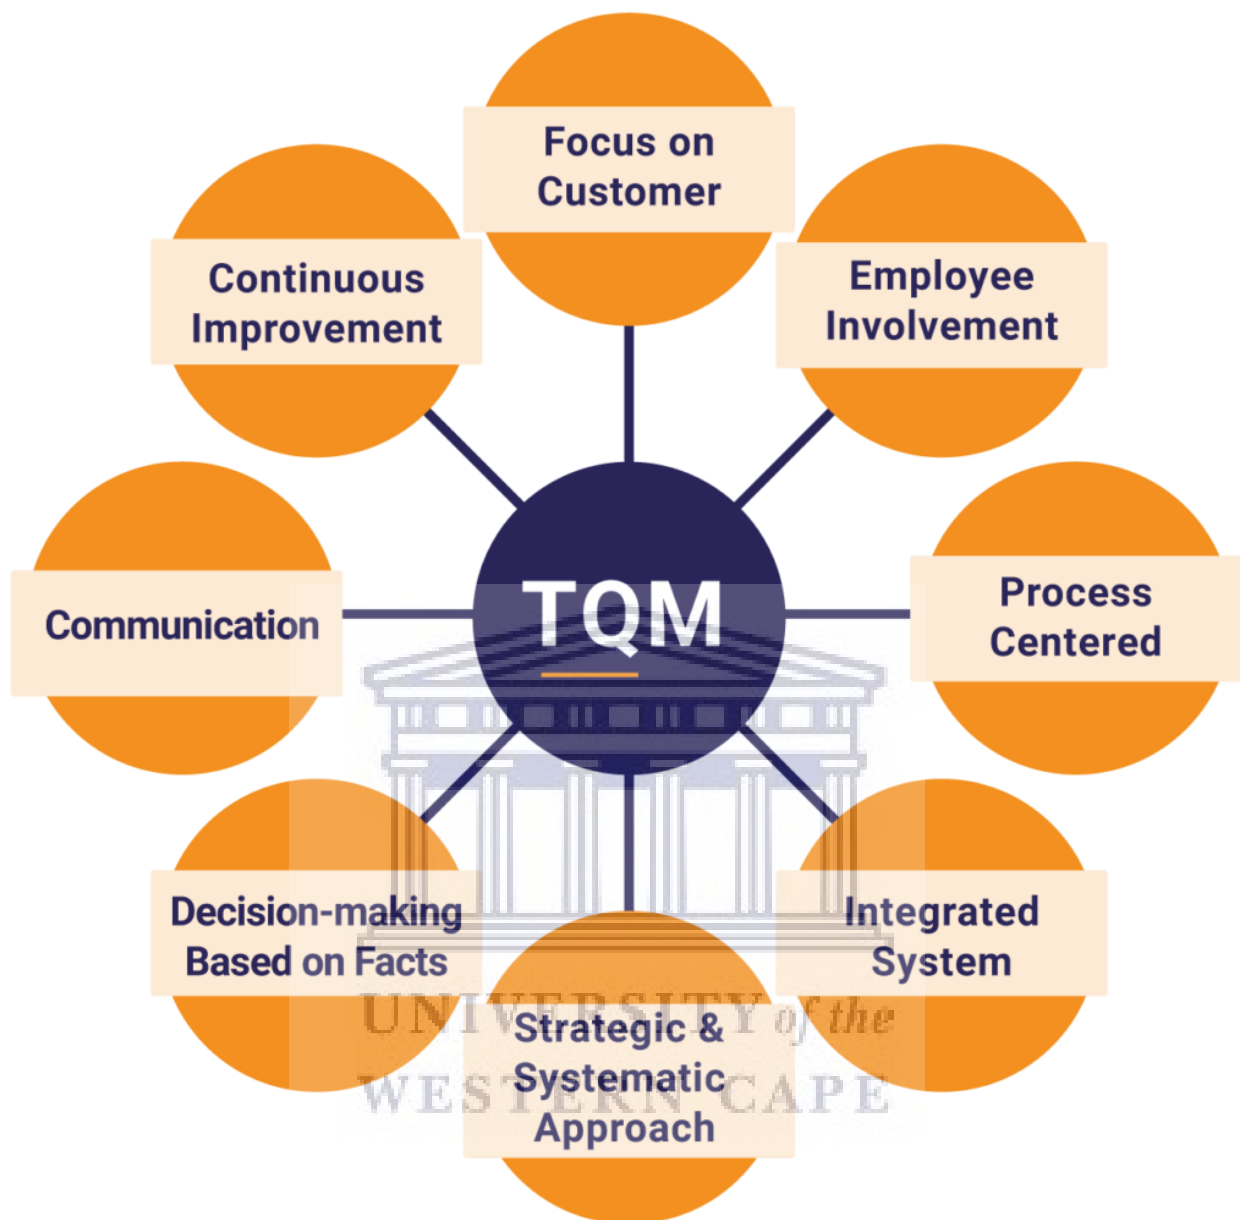 Focus on
Customer
Employee
Involvement
Process
Centered
Integrated
System
Strategic &
Systematic
Approach
Decision-making
Based on Facts
Communication
Continuous
Improvement
TQM
UNIVERSITY of the
WESTERN CAPE